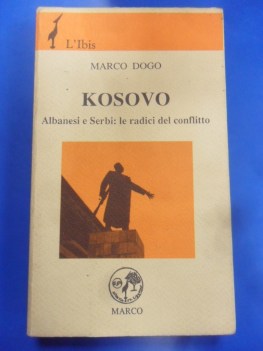 L'Ibis
MARCO DOGO
KOSOVO
Albanesi e Serbi: le radici del conflitto
MARCO